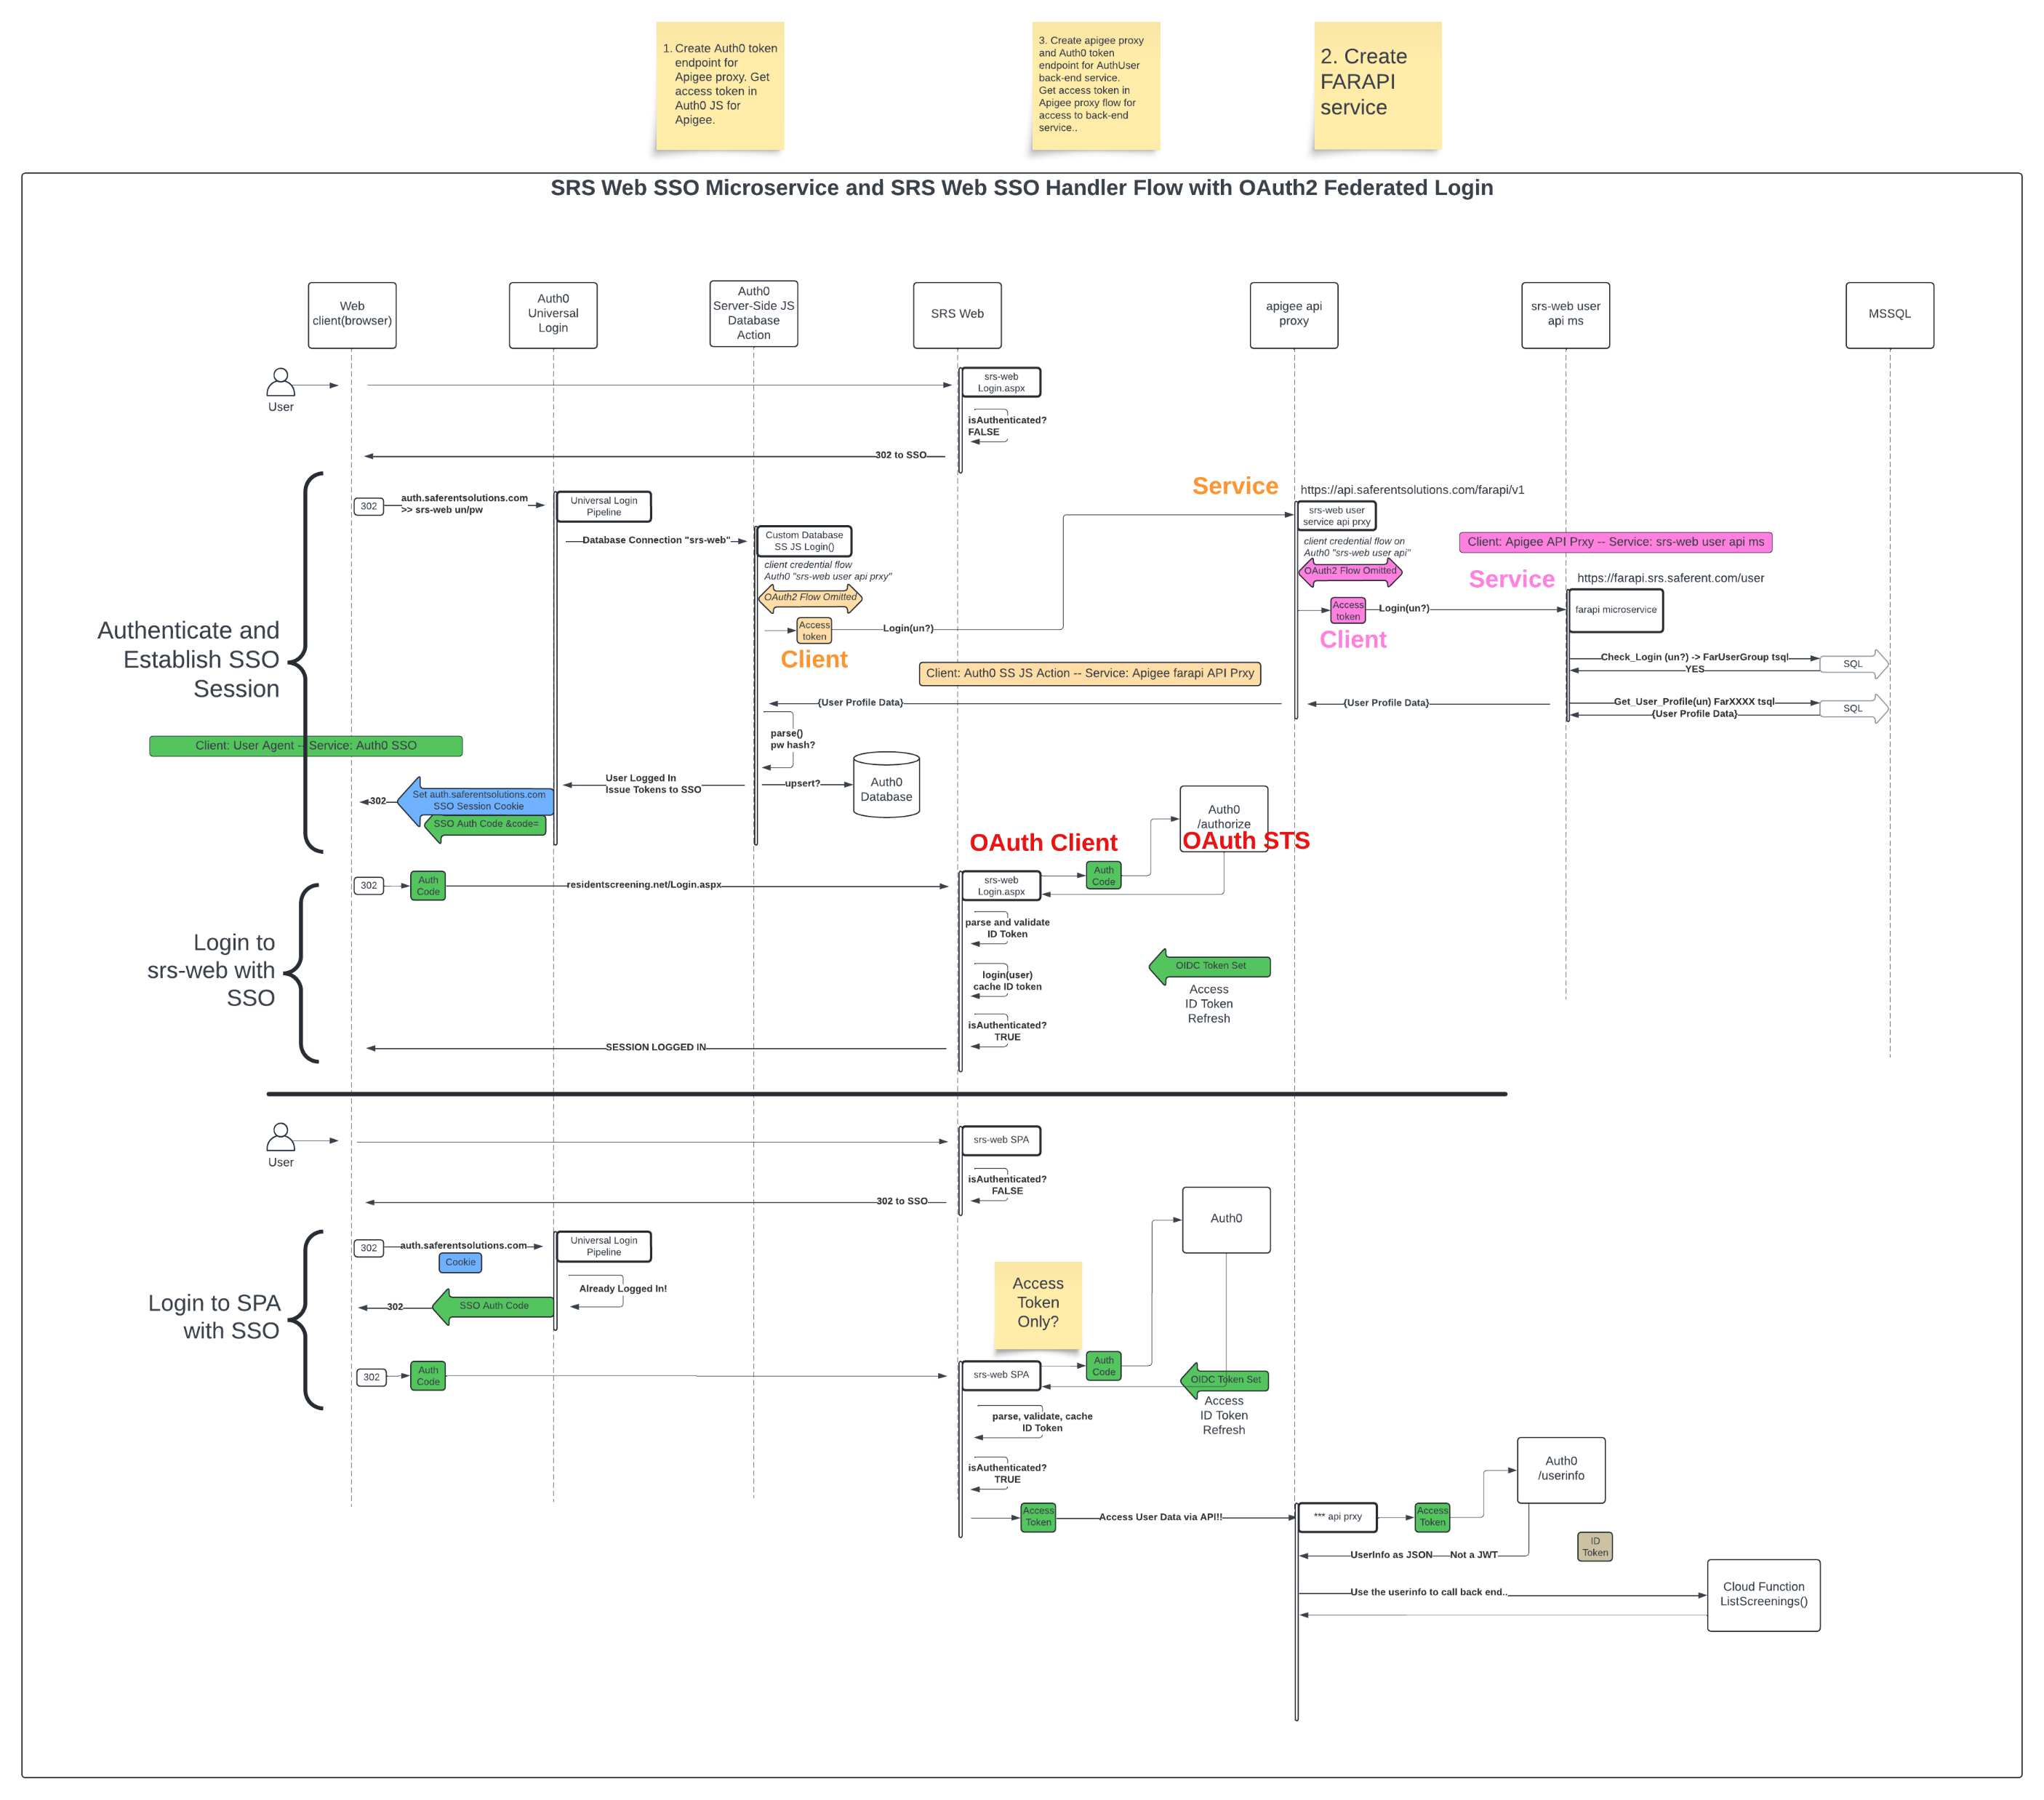 1. Create Auth0 token
endpoint for
Apigee proxy. Get
access token in
Auth0 JS for
Apigee.
3. Create apigee proxy
and Auth0 token
endpoint for AuthUser
back-end service.
Get access token in
Apigee proxy flow for
access to back-end
service..
2. Create
FARAPI
service
SRS Web SSO Microservice and SRS Web SSO Handler Flow with OAuth2 Federated Login
Web
client(browser)
Auth0
Universal
Login
Auth0
Server-Side JS
Database
Action
SRS Web
apigee api
proxy
srs-web user
api ms
MSSQL
User
srs-web
Login.aspx
isAuthenticated?
FALSE
302 to SSO
Authenticate and
Establish SSO
Session
302
auth.saferentsolutions.com
>> srs-web un/pw
Universal Login
Pipeline
Database Connection "srs-web"
Custom Database
SS JS Login()
client credential flow
Auth0 "srs-web user api prxy"
OAuth2 Flow Omitted
Access
token
Login(un?)
Client
Service
https://api.saferentsolutions.com/farapi/v1
srs-web user
service api prxy
client credential flow on
Auth0 "srs-web user api"
OAuth2 Flow Omitted
Access
token
Login(un?)
Client
Client: Apigee API Prxy -- Service: srs-web user api ms
Service
https://farapi.srs.saferent.com/user
farapi microservice
Check_Login (un?) -> FarUserGroup tsql
YES
SQL
Client: Auth0 SS JS Action -- Service: Apigee farapi API Prxy
{User Profile Data}
{User Profile Data}
Get_User_Profile(un) FarXXXX tsql
{User Profile Data}
SQL
parse()
pw hash?
Client: User Agent -- Service: Auth0 SSO
User Logged In
Issue Tokens to SSO
upsert?
Auth0
Database
302
Set auth.saferentsolutions.com
SSO Session Cookie
SSO Auth Code &code=
Auth0
/authorize
OAuth Client
OAuth STS
Login to
srs-web with
SSO
302
Auth
Code
residentscreening.net/Login.aspx
srs-web
Login.aspx
Auth
Code
parse and validate
ID Token
login(user)
cache ID token
OIDC Token Set
Access
ID Token
Refresh
isAuthenticated?
TRUE
SESSION LOGGED IN
User
srs-web SPA
isAuthenticated?
FALSE
302 to SSO
Auth0
Login to SPA
with SSO
302
auth.saferentsolutions.com
Cookie
Universal Login
Pipeline
Already Logged In!
302
SSO Auth Code
Access
Token
Only?
302
Auth
Code
srs-web SPA
Auth
Code
OIDC Token Set
Access
ID Token
Refresh
parse, validate, cache
ID Token
isAuthenticated?
TRUE
Access
Token
Access User Data via API!!
*** api prxy
Access
Token
Auth0
/userinfo
ID
Token
UserInfo as JSON
Not a JWT
Use the userinfo to call back end..
Cloud Function
ListScreenings()